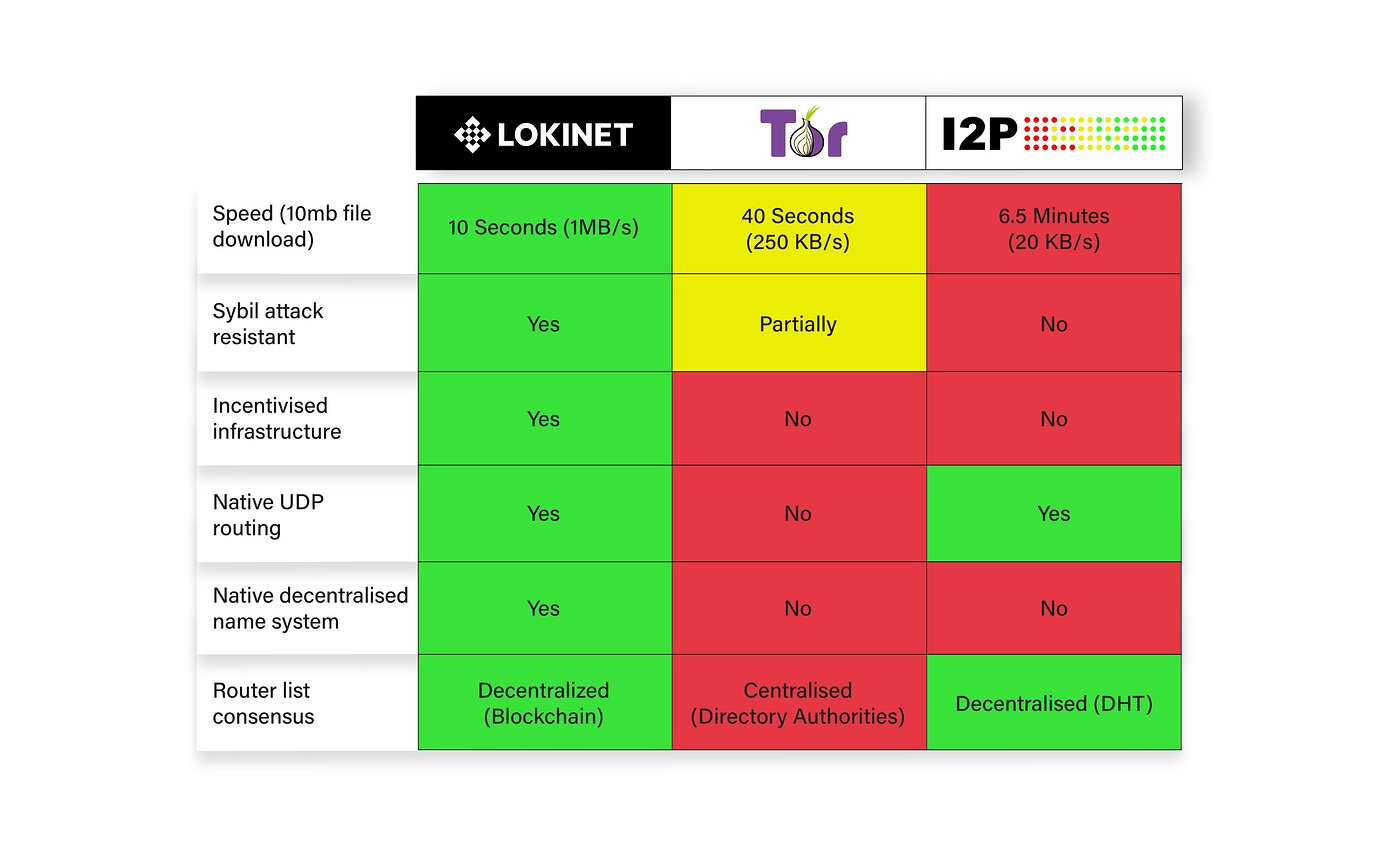 LOKINET
Tor
I2P
Speed (10mb file
download)
10 Seconds (1MB/s)
40 Seconds
(250 KB/s)
6.5 Minutes
(20 KB/s)
Sybil attack
resistant
Yes
Partially
No
Incentivised
infrastructure
Yes
No
No
Native UDP
routing
Yes
No
Yes
Native decentralised
name system
Yes
No
No
Router list
consensus
Decentralized
(Blockchain)
Centralised
(Directory Authorities)
Decentralised (DHT)